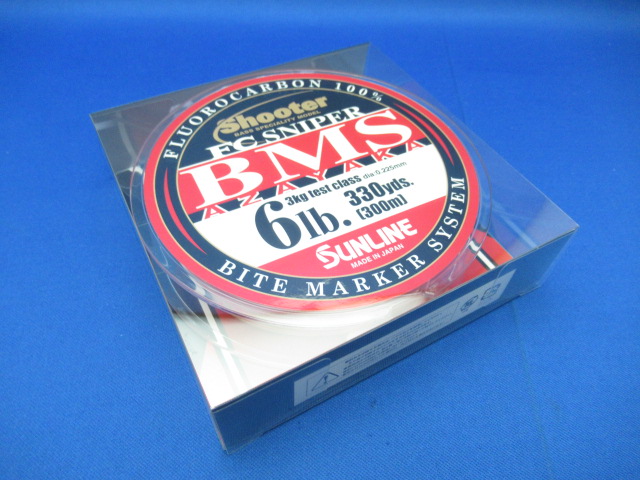 FLUOROCARBON 100%
Shooter
BASS SPECIALITY MODEL
FC SNIPER
BMS
AZAYAKA
3kg test class dia.0.225mm
6lb. 330yds.
(300m)
SUNLINE
MADE IN JAPAN
BITE MARKER SYSTEM